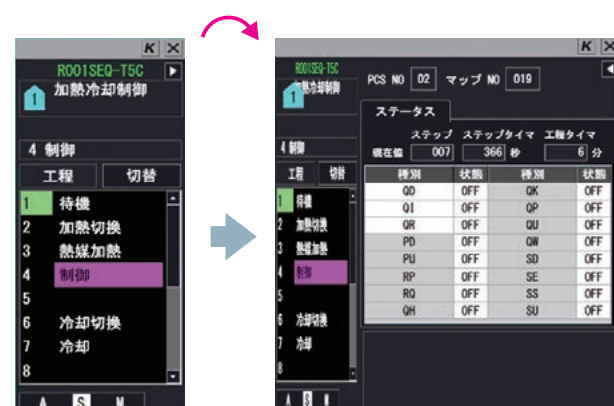 K ×
R001SEQ-T5C
1 加熱冷却制御
4 制御
工程 切替
1 待機
2 加熱切換
3 熱媒加熱
4 制御
5
6 冷却切換
7 冷却
8
A S M
K ×
R001SEQ-T5C
1 加熱冷却制御
4 制御
工程 切替
1 待機
2 加熱切換
3 熱媒加熱
4 制御
5
6 冷却切換
7 冷却
8
A S M
PCS NO 02 マップ NO 019
ステータス
ステップ ステップタイマ 工程タイマ
現在値 007 366 秒 6 分
種別 状態 種別 状態
QD OFF QK OFF
QI OFF QP OFF
QR OFF QU OFF
PD OFF QW OFF
PU OFF SD OFF
RP OFF SE OFF
RQ OFF SS OFF
QH OFF SU OFF